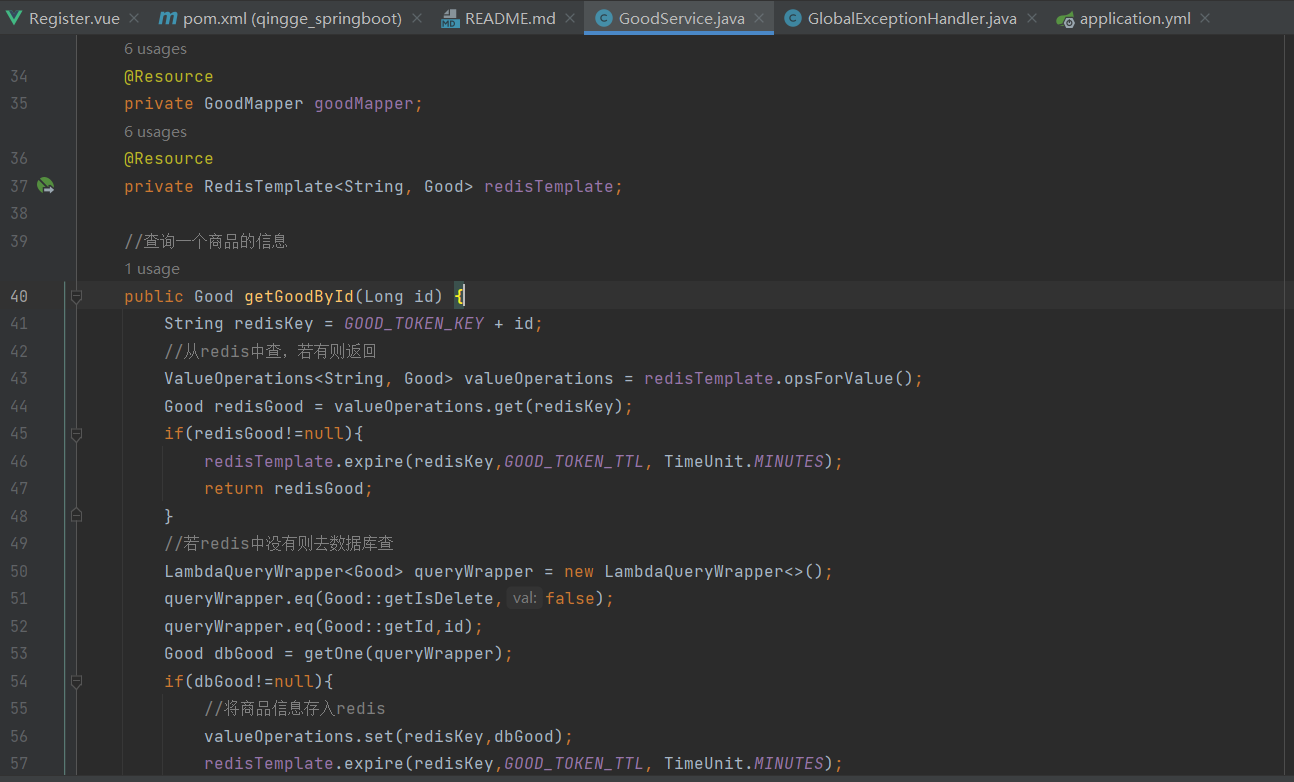 Register.vue pom.xml (qingge_springboot) README.md GoodService.java GlobalExceptionHandler.java application.yml
6 usages
34 @Resource
35 private GoodMapper goodMapper;
6 usages
36 @Resource
37 private RedisTemplate<String, Good> redisTemplate;
38
39 //查询一个商品的信息
1 usage
40 public Good getGoodById(Long id) {
41 String redisKey = GOOD_TOKEN_KEY + id;
42 //从redis中查，若有则返回
43 ValueOperations<String, Good> valueOperations = redisTemplate.opsForValue();
44 Good redisGood = valueOperations.get(redisKey);
45 if(redisGood!=null){
46 redisTemplate.expire(redisKey,GOOD_TOKEN_TTL, TimeUnit.MINUTES);
47 return redisGood;
48 }
49 //若redis中没有则去数据库查
50 LambdaQueryWrapper<Good> queryWrapper = new LambdaQueryWrapper<>();
51 queryWrapper.eq(Good::getIsDelete, val: false);
52 queryWrapper.eq(Good::getId,id);
53 Good dbGood = getOne(queryWrapper);
54 if(dbGood!=null){
55 //将商品信息存入redis
56 valueOperations.set(redisKey,dbGood);
57 redisTemplate.expire(redisKey,GOOD_TOKEN_TTL, TimeUnit.MINUTES);